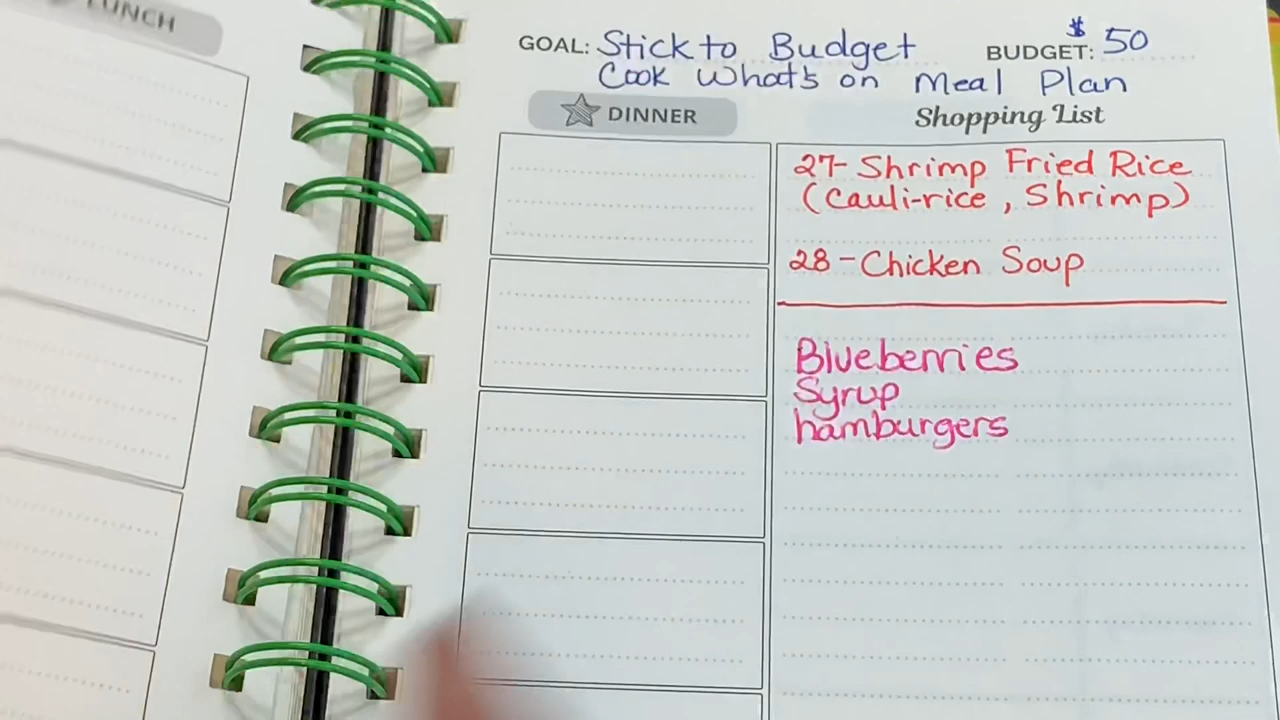 LUNCH
GOAL: Stick to Budget
Cook What's on Meal Plan
BUDGET: $50
DINNER
Shopping List
27- Shrimp Fried Rice
(Cauli-rice, Shrimp)
28- Chicken Soup
Blueberries
Syrup
hamburgers